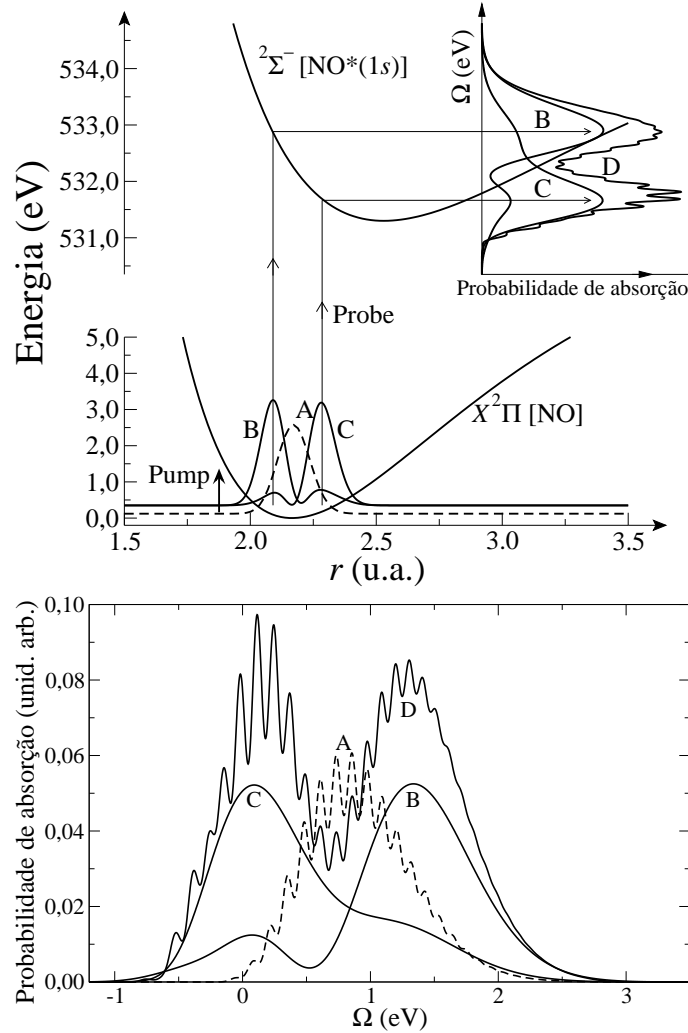 534,0
533,0
532,0
531,0
5,0
4,0
3,0
2,0
1,0
0,0
Energia (eV)
²Σ⁻ [NO*(1s)]
Ω (eV)
B
D
C
Probabilidade de absorção
Probe
X²Π [NO]
B
A
C
Pump
1.5 2.0 2.5 3.0 3.5
r (u.a.)
Probabilidade de absorção (unid. arb.)
0,10
0,08
0,06
0,04
0,02
0,00
A
D
C
B
-1 0 1 2 3
Ω (eV)